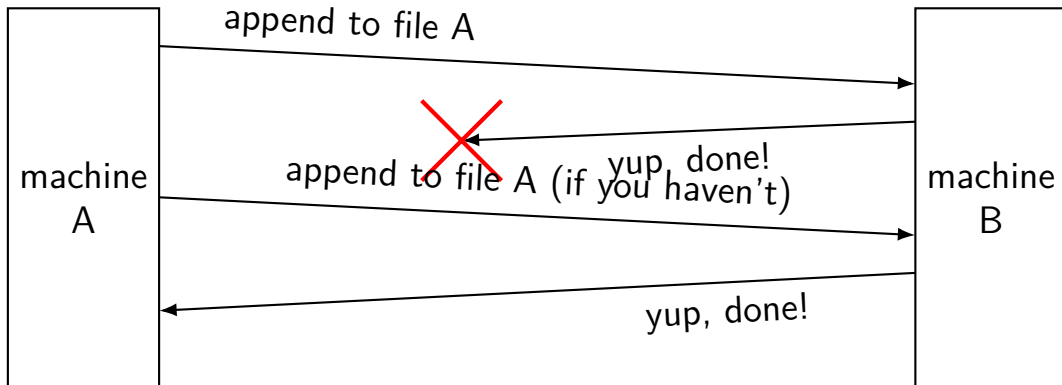 append to file A
yup, done!
append to file A (if you haven't)
machine
A
machine
B
yup, done!